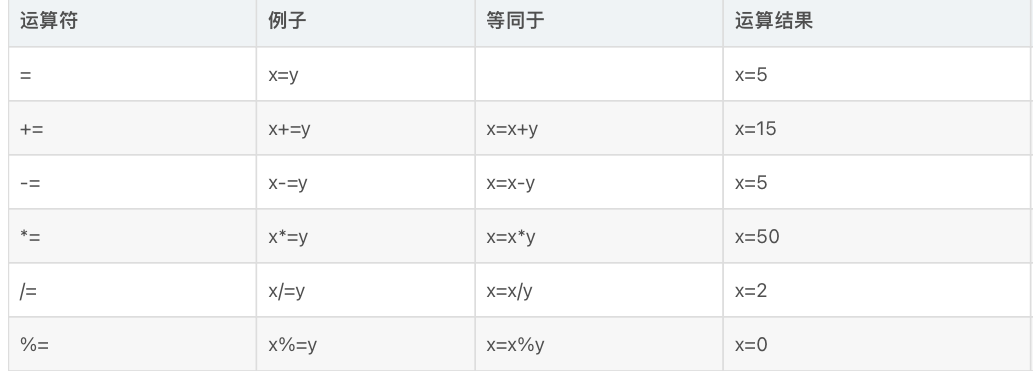 运算符 例子 等同于 运算结果
= x=y x=5
+= x+=y x=x+y x=15
-= x-=y x=x-y x=5
*= x*=y x=x*y x=50
/= x/=y x=x/y x=2
%= x%=y x=x%y x=0